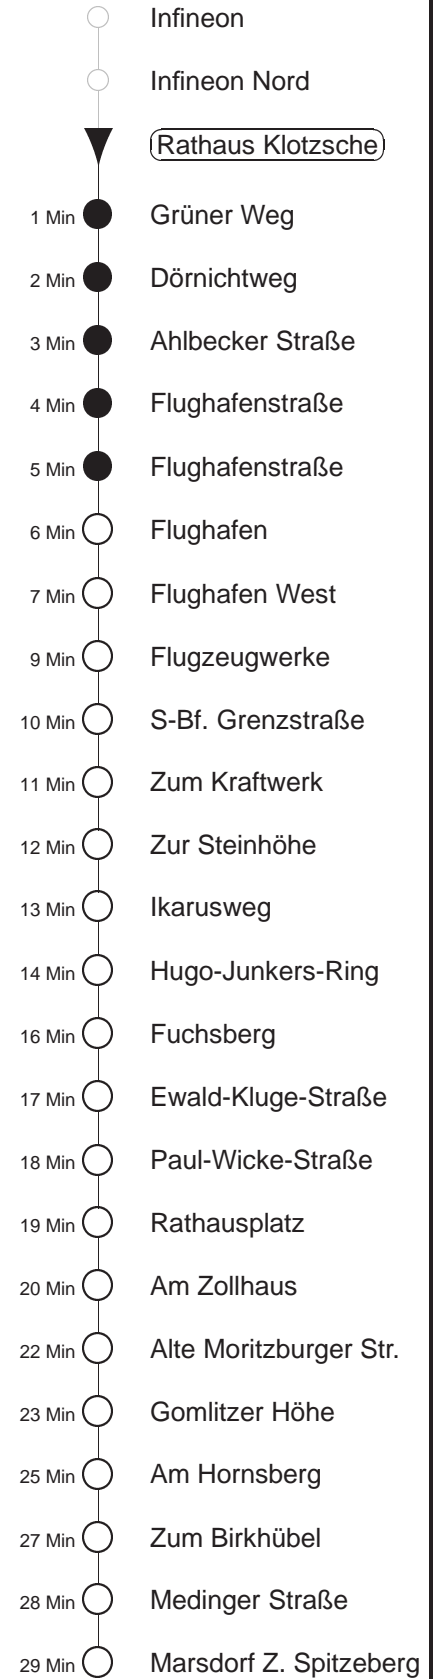 Infineon
Infineon Nord
Rathaus Klotzsche
1 Min Grüner Weg
2 Min Dörnichtweg
3 Min Ahlbecker Straße
4 Min Flughafenstraße
5 Min Flughafenstraße
6 Min Flughafen
7 Min Flughafen West
9 Min Flugzeugwerke
10 Min S-Bf. Grenzstraße
11 Min Zum Kraftwerk
12 Min Zur Steinhöhe
13 Min Ikarusweg
14 Min Hugo-Junkers-Ring
16 Min Fuchsberg
17 Min Ewald-Kluge-Straße
18 Min Paul-Wicke-Straße
19 Min Rathausplatz
20 Min Am Zollhaus
22 Min Alte Moritzburger Str.
23 Min Gomlitzer Höhe
25 Min Am Hornsberg
27 Min Zum Birkhübel
28 Min Medinger Straße
29 Min Marsdorf Z. Spitzeberg